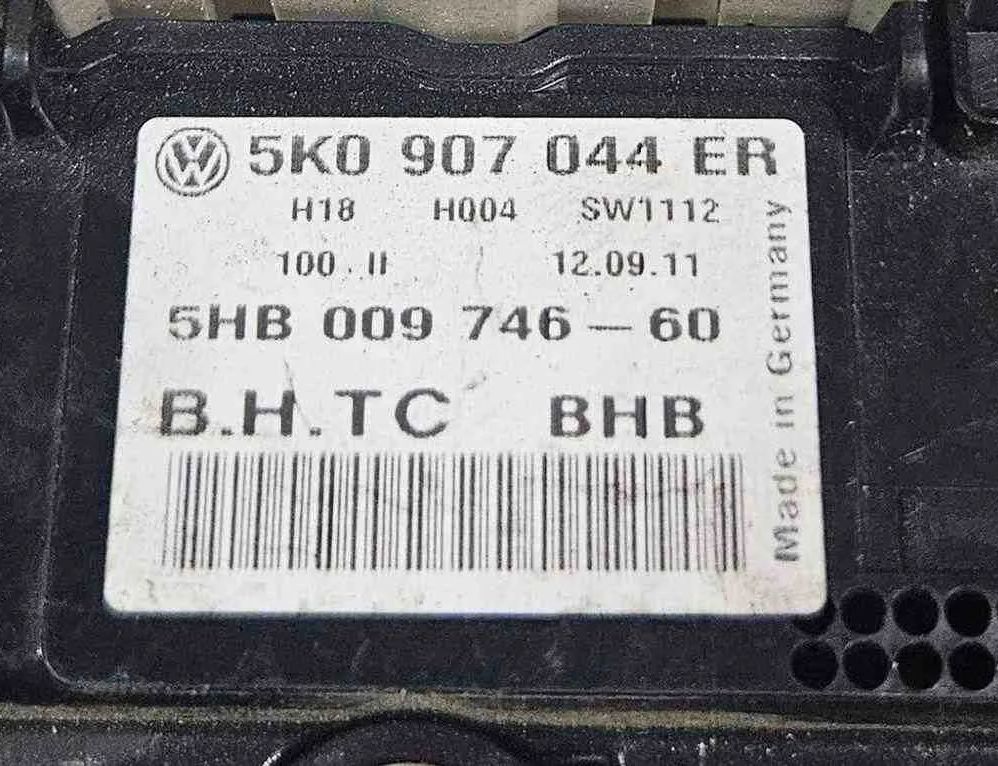 5K0 907 044 ER
H18 H004 SW1112
100.II 12.09.11
5HB 009 746-60
B.H.TC BHB
Made in Germany